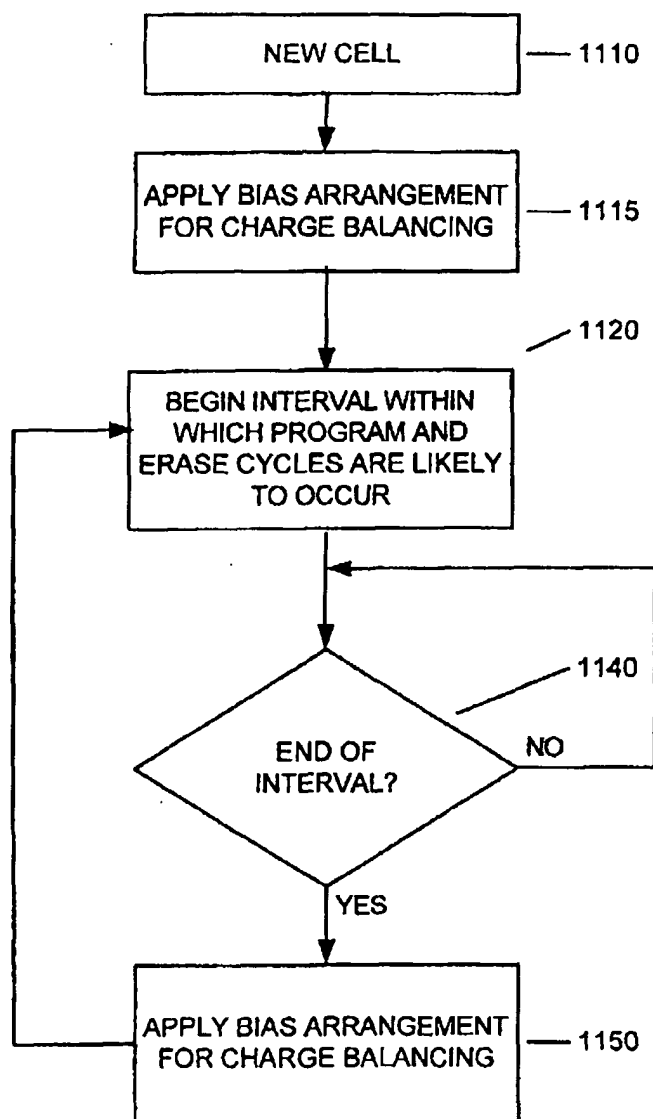 NEW CELL
1110
APPLY BIAS ARRANGEMENT
FOR CHARGE BALANCING
1115
1120
BEGIN INTERVAL WITHIN
WHICH PROGRAM AND
ERASE CYCLES ARE LIKELY
TO OCCUR
1140
END OF
INTERVAL?
NO
YES
APPLY BIAS ARRANGEMENT
FOR CHARGE BALANCING
1150